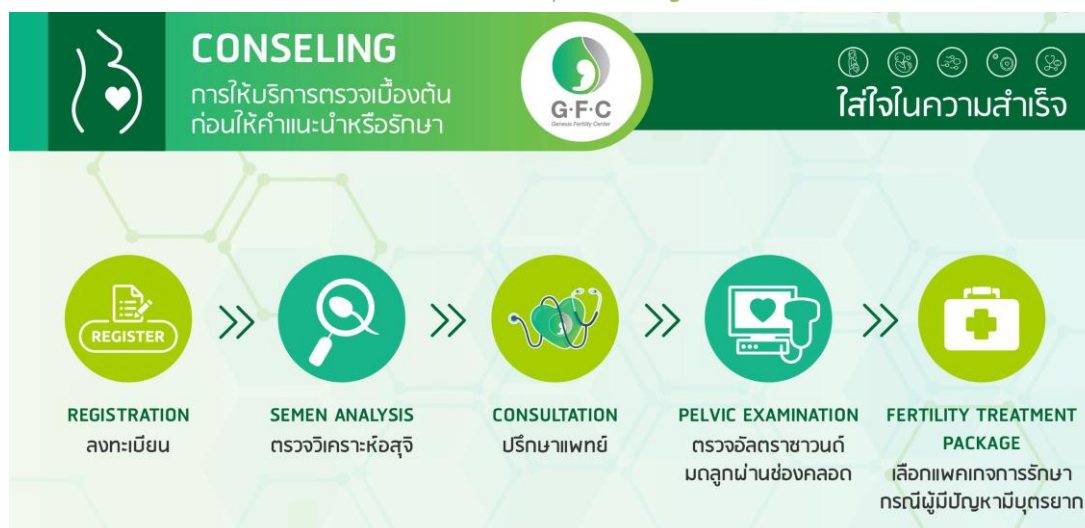 CONSELING
การให้บริการตรวจเบื้องต้น
ก่อนให้คำแนะนำหรือรักษา
G·F·C
Genesis Fertility Center
ใส่ใจในความสำเร็จ
REGISTER
REGISTRATION
ลงทะเบียน
SEMEN ANALYSIS
ตรวจวิเคราะห์อสุจิ
CONSULTATION
ปรึกษาแพทย์
PELVIC EXAMINATION
ตรวจอัลตราซาวนด์
มดลูกผ่านช่องคลอด
FERTILITY TREATMENT
PACKAGE
เลือกแพคเกจการรักษา
กรณีผู้มีปัญหามีบุตรยาก